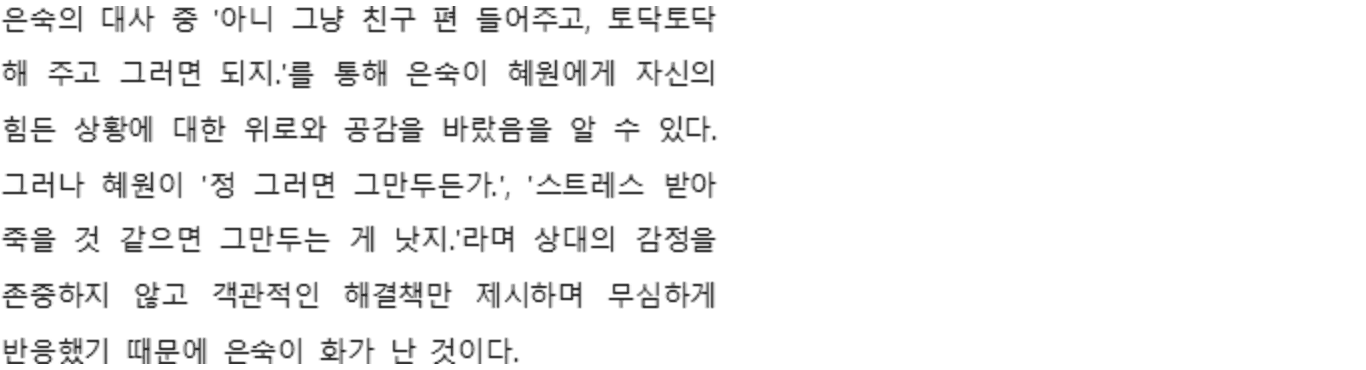 은숙의 대사 중 '아니 그냥 친구 편 들어주고, 토닥토닥
해 주고 그러면 되지.'를 통해 은숙이 혜원에게 자신의
힘든 상황에 대한 위로와 공감을 바랐음을 알 수 있다.
그러나 혜원이 '정 그러면 그만두든가.', '스트레스 받아
죽을 것 같으면 그만두는 게 낫지.'라며 상대의 감정을
존중하지 않고 객관적인 해결책만 제시하며 무심하게
반응했기 때문에 은숙이 화가 난 것이다.